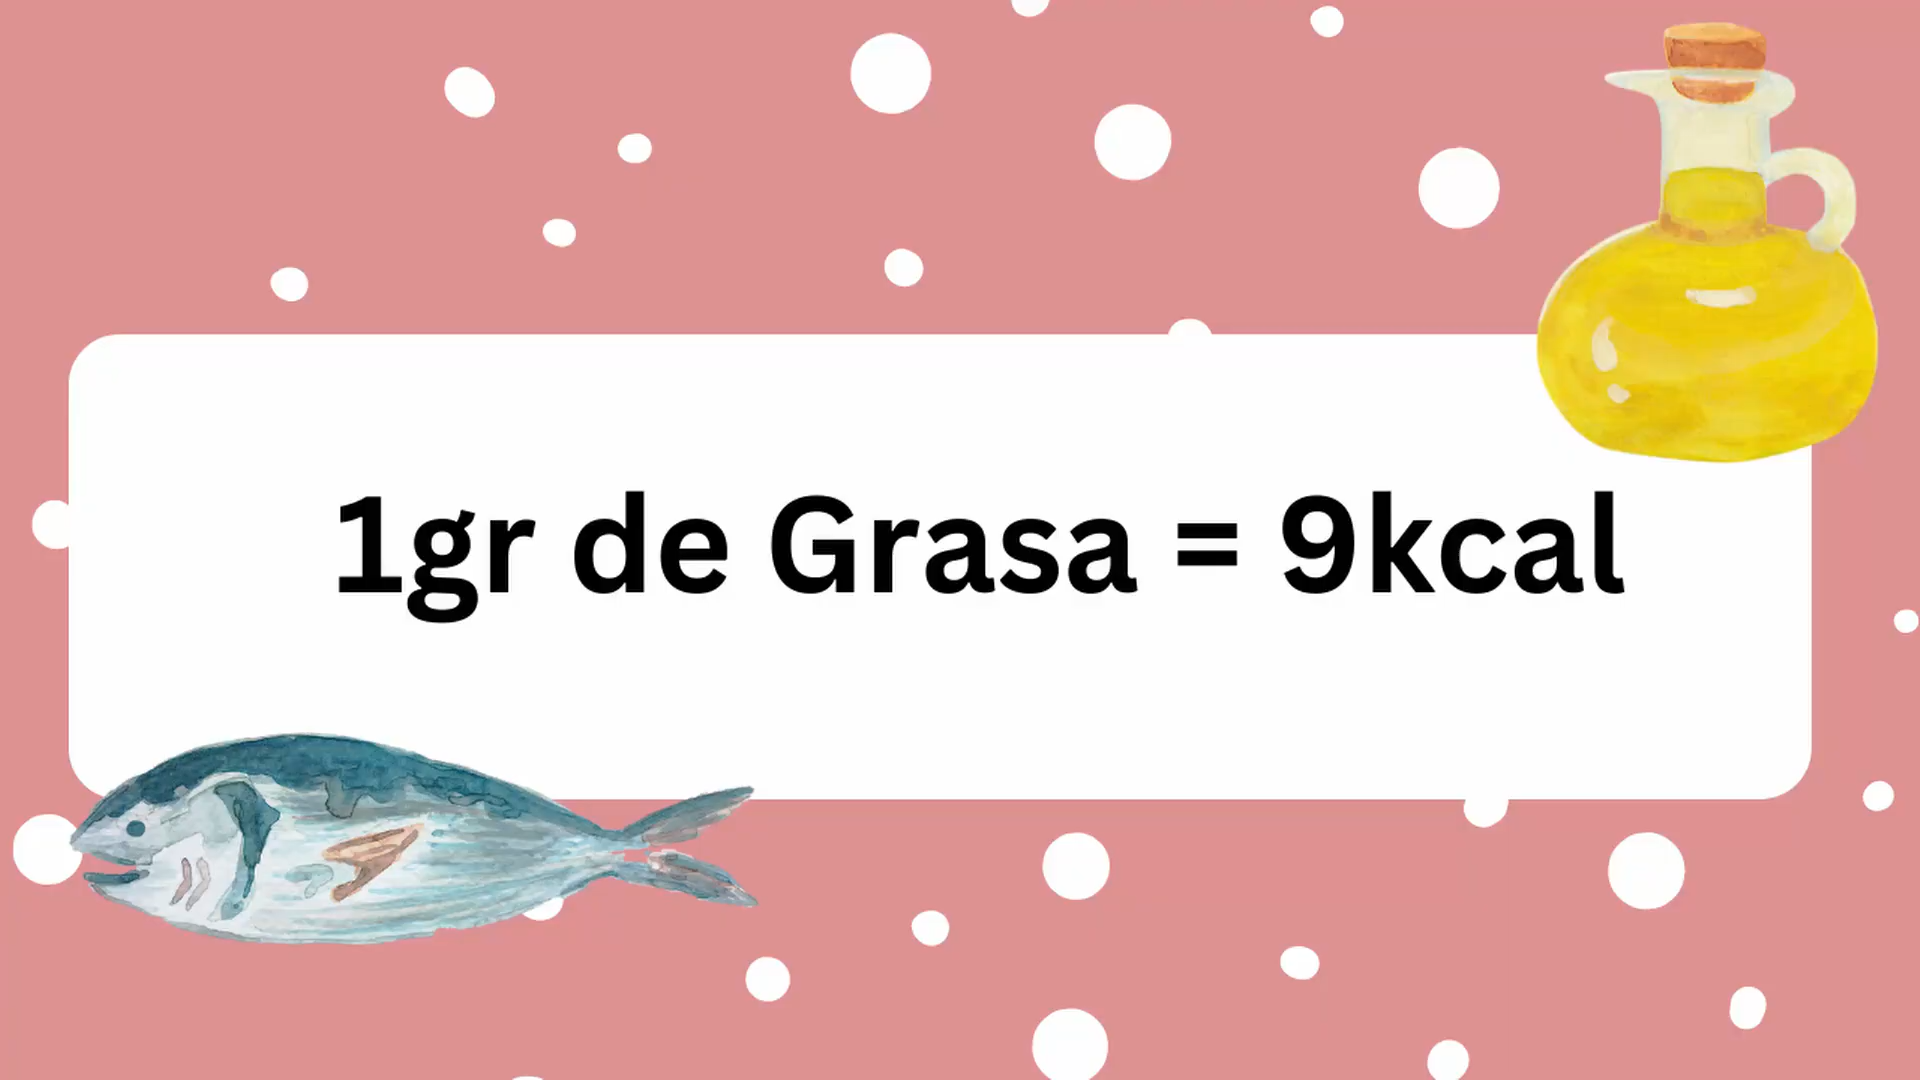 1gr de Grasa = 9kcal